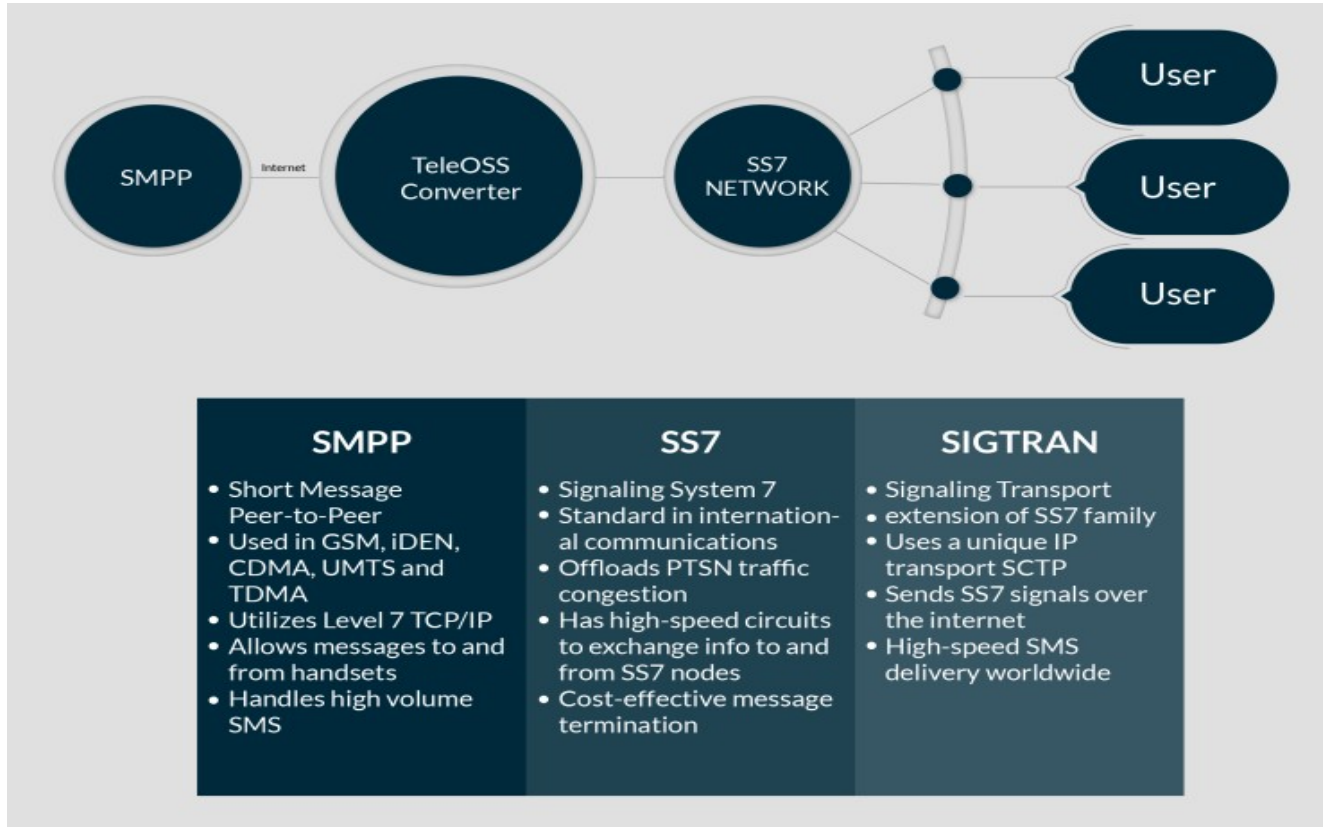 SMPP
Internet
TeleOSS
Converter
SS7
NETWORK
User
User
User
SMPP
• Short Message
Peer-to-Peer
• Used in GSM, iDEN,
CDMA, UMTS and
TDMA
• Utilizes Level 7 TCP/IP
• Allows messages to and
from handsets
• Handles high volume
SMS
SS7
• Signaling System 7
• Standard in internation-
al communications
• Offloads PTSN traffic
congestion
• Has high-speed circuits
to exchange info to and
from SS7 nodes
• Cost-effective message
termination
SIGTRAN
• Signaling Transport
• extension of SS7 family
• Uses a unique IP
transport SCTP
• Sends SS7 signals over
the internet
• High-speed SMS
delivery worldwide